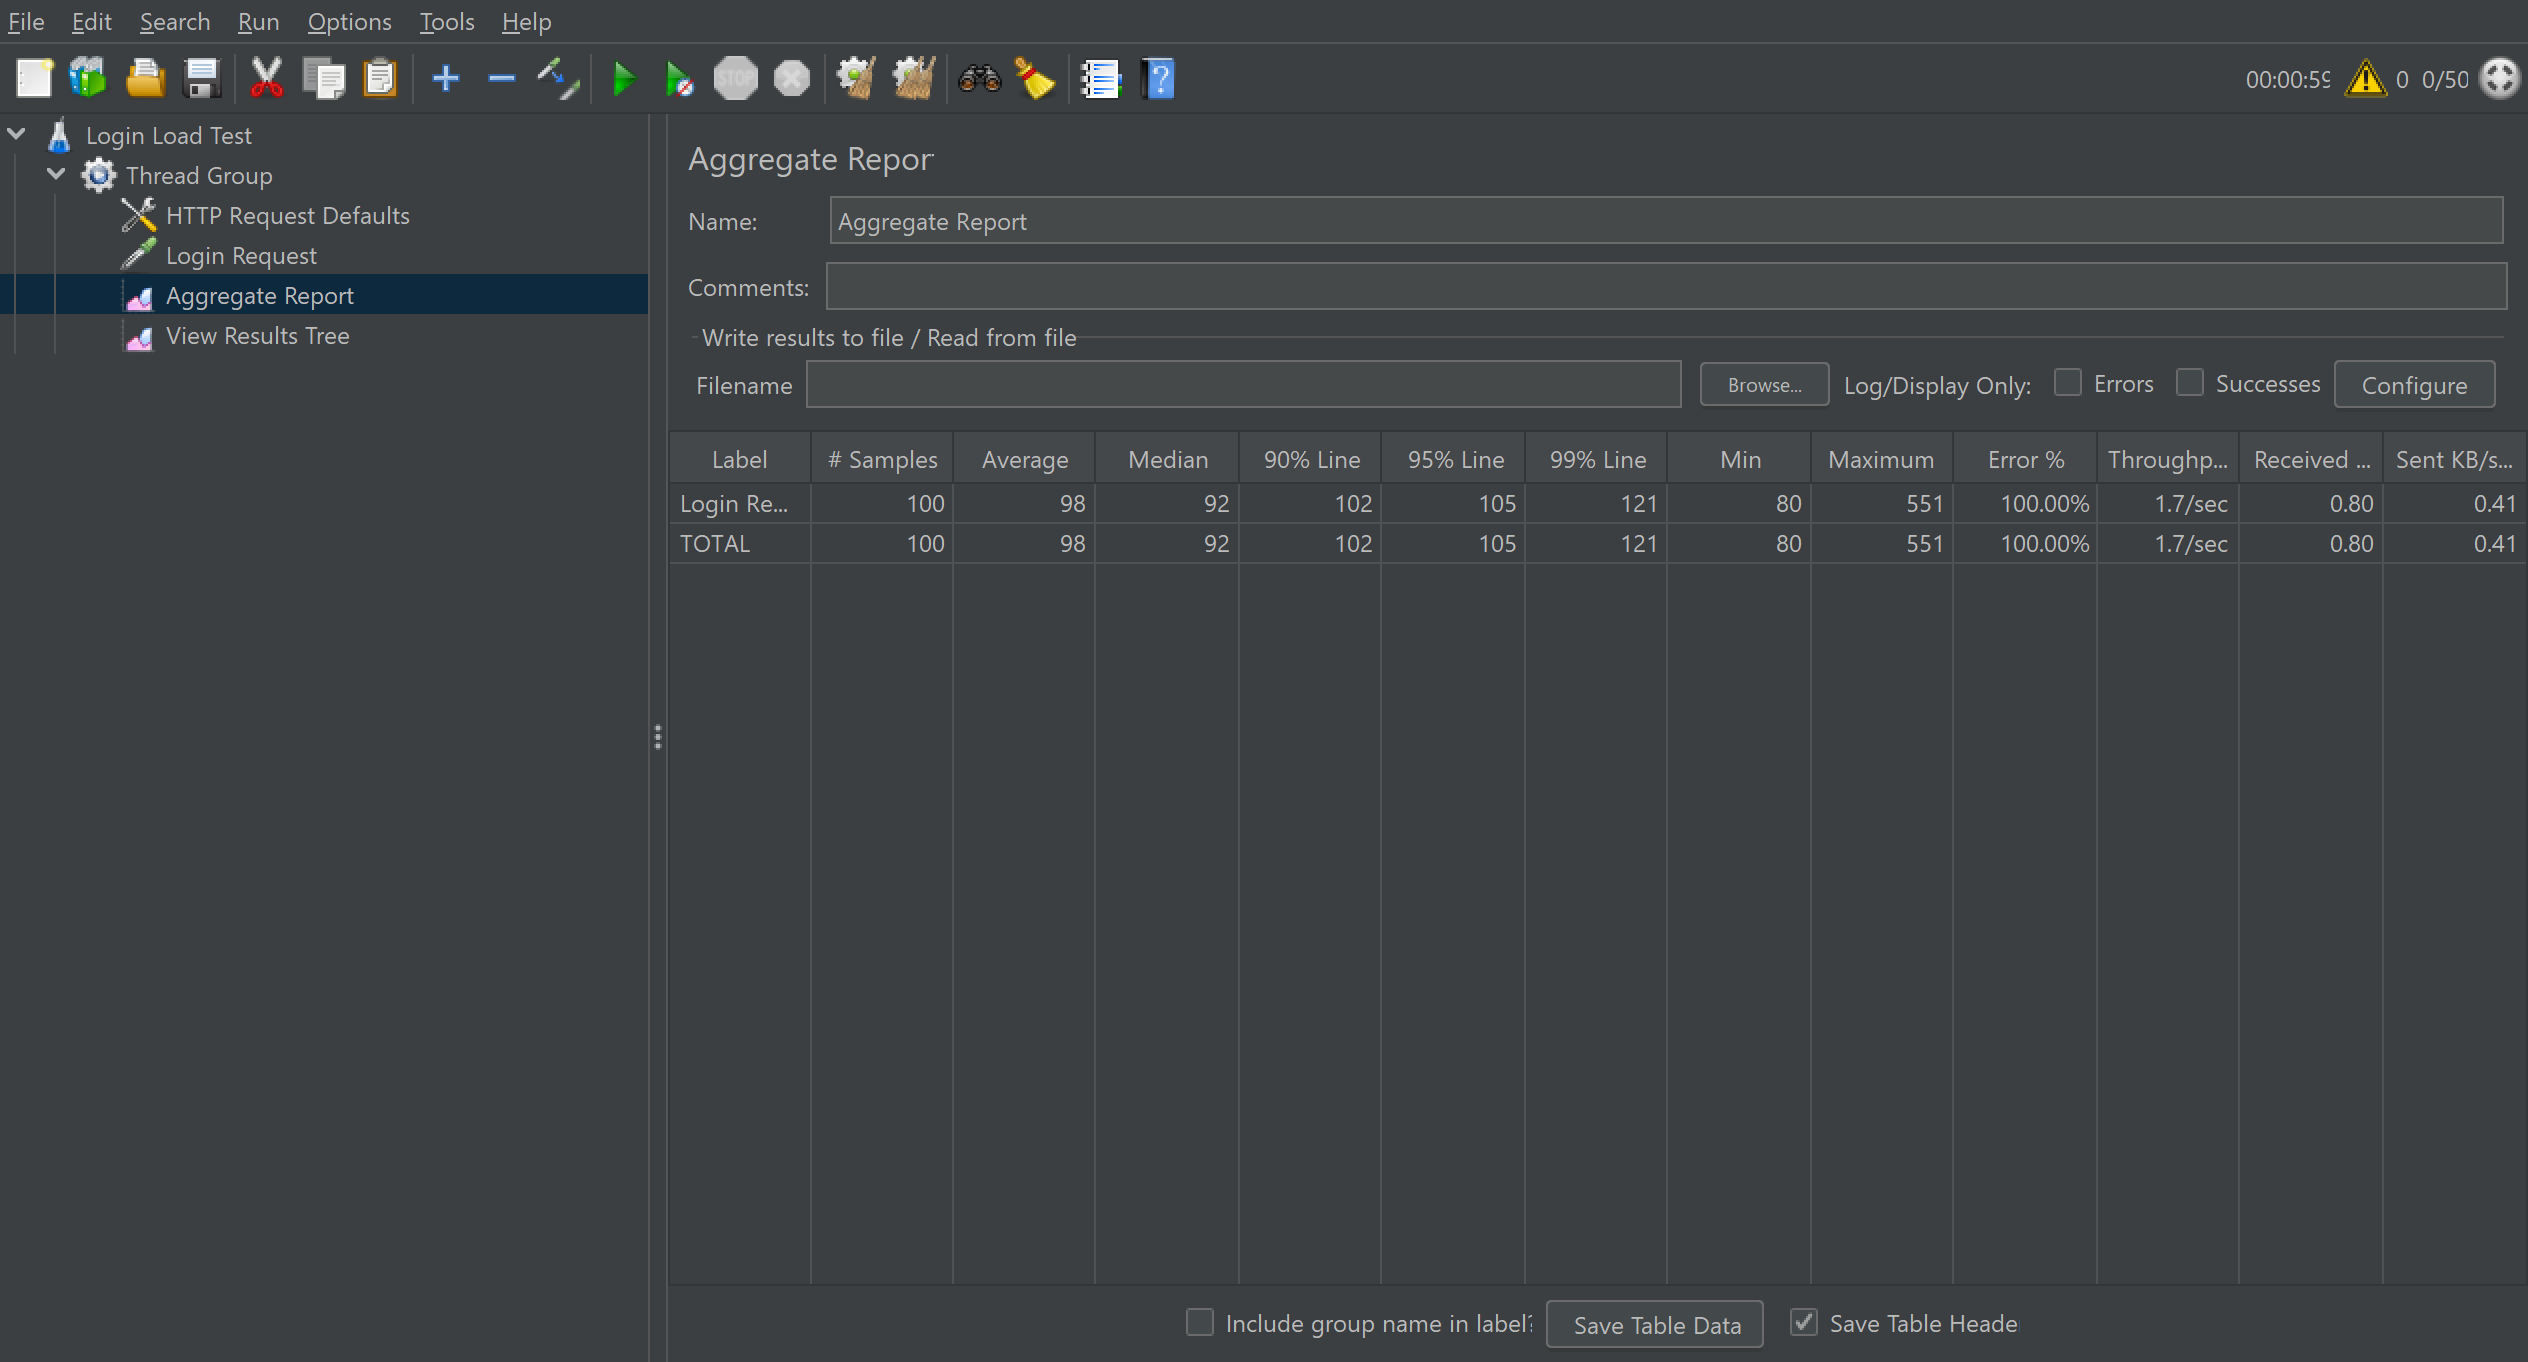 File Edit Search Run Options Tools Help
STOP ? 00:00:59 0 0/50
Login Load Test
Thread Group
HTTP Request Defaults
Login Request
Aggregate Report
View Results Tree
Aggregate Repor
Name: Aggregate Report
Comments:
Write results to file / Read from file
Filename Browse... Log/Display Only: Errors Successes Configure
Label # Samples Average Median 90% Line 95% Line 99% Line Min Maximum Error % Throughp... Received ... Sent KB/s...
Login Re... 100 98 92 102 105 121 80 551 100.00% 1.7/sec 0.80 0.41
TOTAL 100 98 92 102 105 121 80 551 100.00% 1.7/sec 0.80 0.41
Include group name in label? Save Table Data Save Table Heade